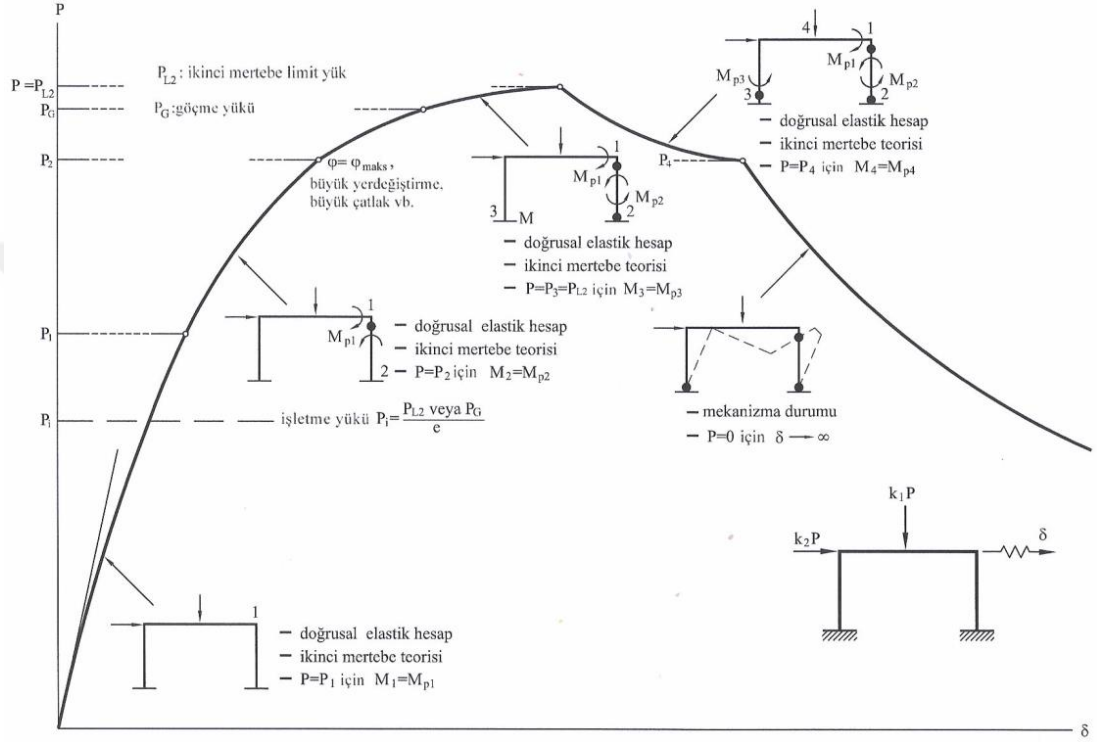 P
P=P_L2
P_G
P_2
P_1
P_i
P_L2: ikinci mertebe limit yük
P_G:göçme yükü
φ= φ_maks,
büyük yerdeğiştirme,
büyük çatlak vb.
4
1
M_p1
M_p3
M_p2
3
2
– doğrusal elastik hesap
– ikinci mertebe teorisi
– P=P_4 için M_4=M_p4
P_4
1
M_p1
M_p2
3
M
2
– doğrusal elastik hesap
– ikinci mertebe teorisi
– P=P_3=P_L2 için M_3=M_p3
1
M_p1
2
– doğrusal elastik hesap
– ikinci mertebe teorisi
– P=P_2 için M_2=M_p2
işletme yükü P_i= P_L2 veya P_G
e
– mekanizma durumu
– P=0 için δ → ∞
k_1P
k_2P
δ
1
– doğrusal elastik hesap
– ikinci mertebe teorisi
– P=P_1 için M_1=M_p1
δ